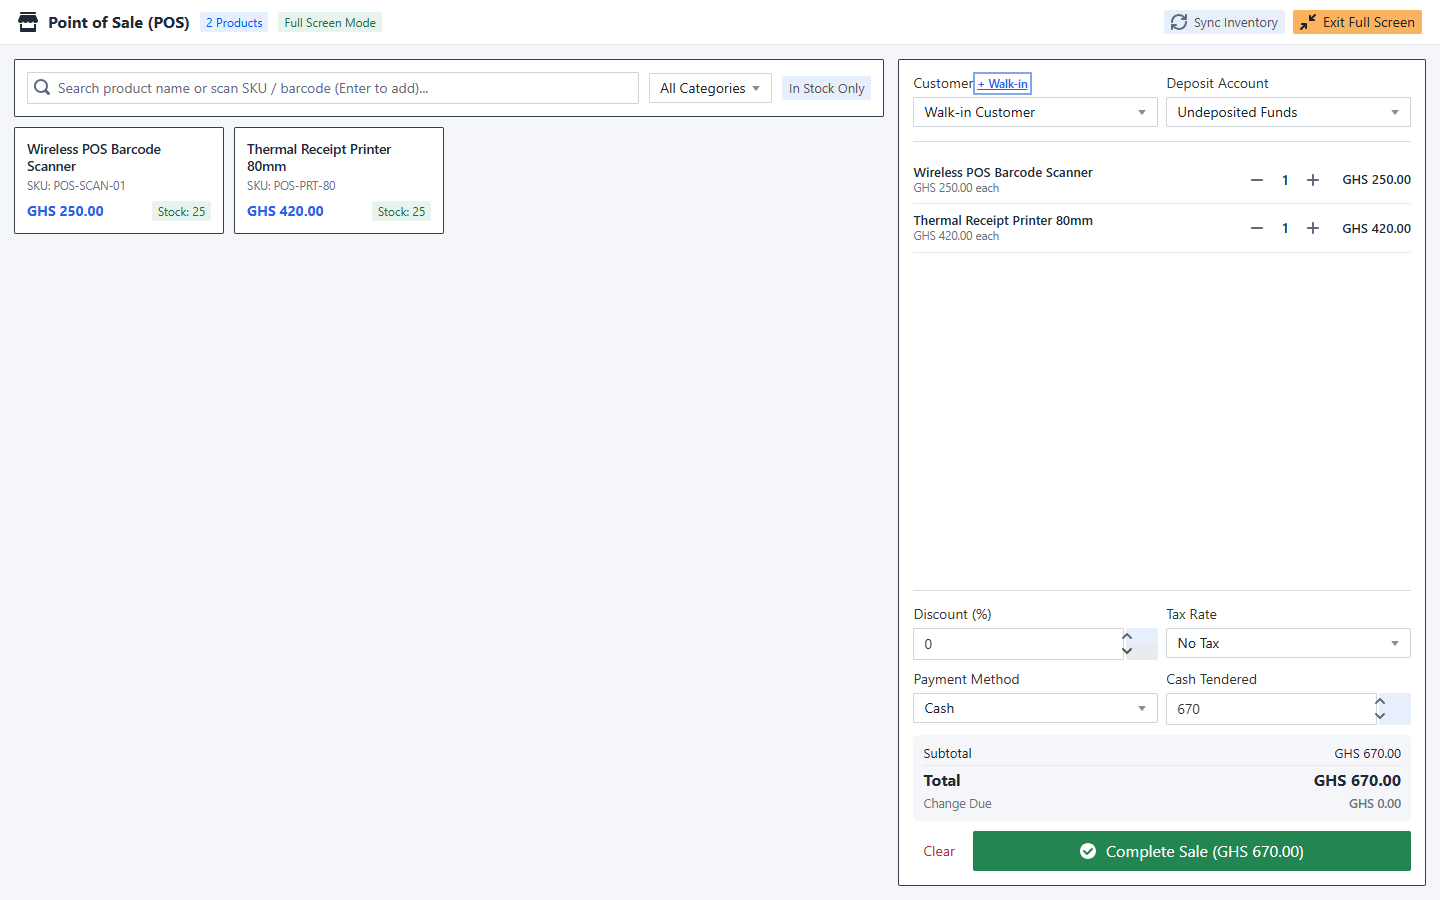 Point of Sale (POS) 2 Products Full Screen Mode Sync Inventory Exit Full Screen
Search product name or scan SKU / barcode (Enter to add)... All Categories In Stock Only
Wireless POS Barcode
Scanner
SKU: POS-SCAN-01
GHS 250.00 Stock: 25
Thermal Receipt Printer
80mm
SKU: POS-PRT-80
GHS 420.00 Stock: 25
Customer + Walk-in
Walk-in Customer
Deposit Account
Undeposited Funds
Wireless POS Barcode Scanner
GHS 250.00 each
1 GHS 250.00
Thermal Receipt Printer 80mm
GHS 420.00 each
1 GHS 420.00
Discount (%)
0
Tax Rate
No Tax
Payment Method
Cash
Cash Tendered
670
Subtotal GHS 670.00
Total GHS 670.00
Change Due GHS 0.00
Clear Complete Sale (GHS 670.00)